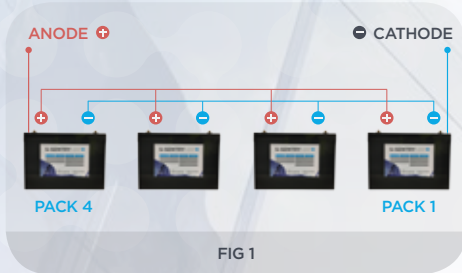 ANODE +
- CATHODE
+ - + - + - + -
PACK 4
PACK 1
FIG 1